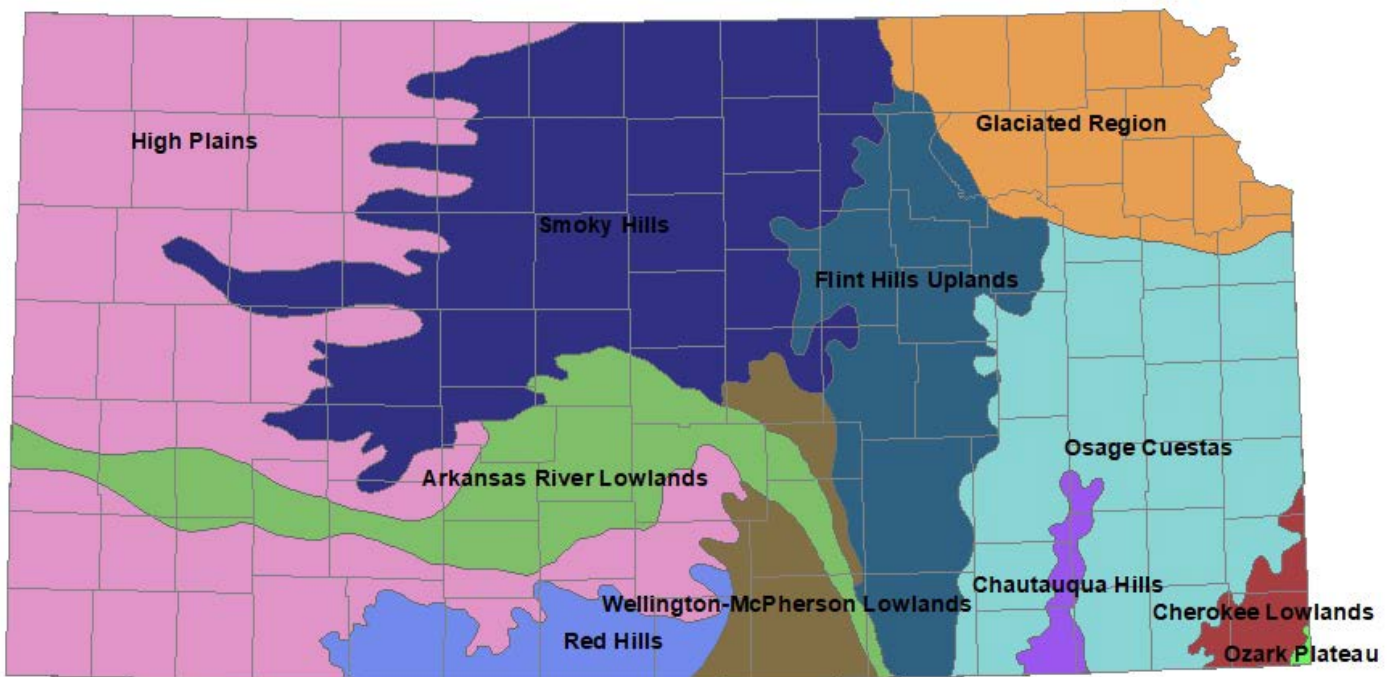 Glaciated Region
High Plains
Smoky Hills
Flint Hills Uplands
Osage Cuestas
Arkansas River Lowlands
Chautauqua Hills
Wellington-McPherson Lowlands
Cherokee Lowlands
Red Hills
Ozark Plateau